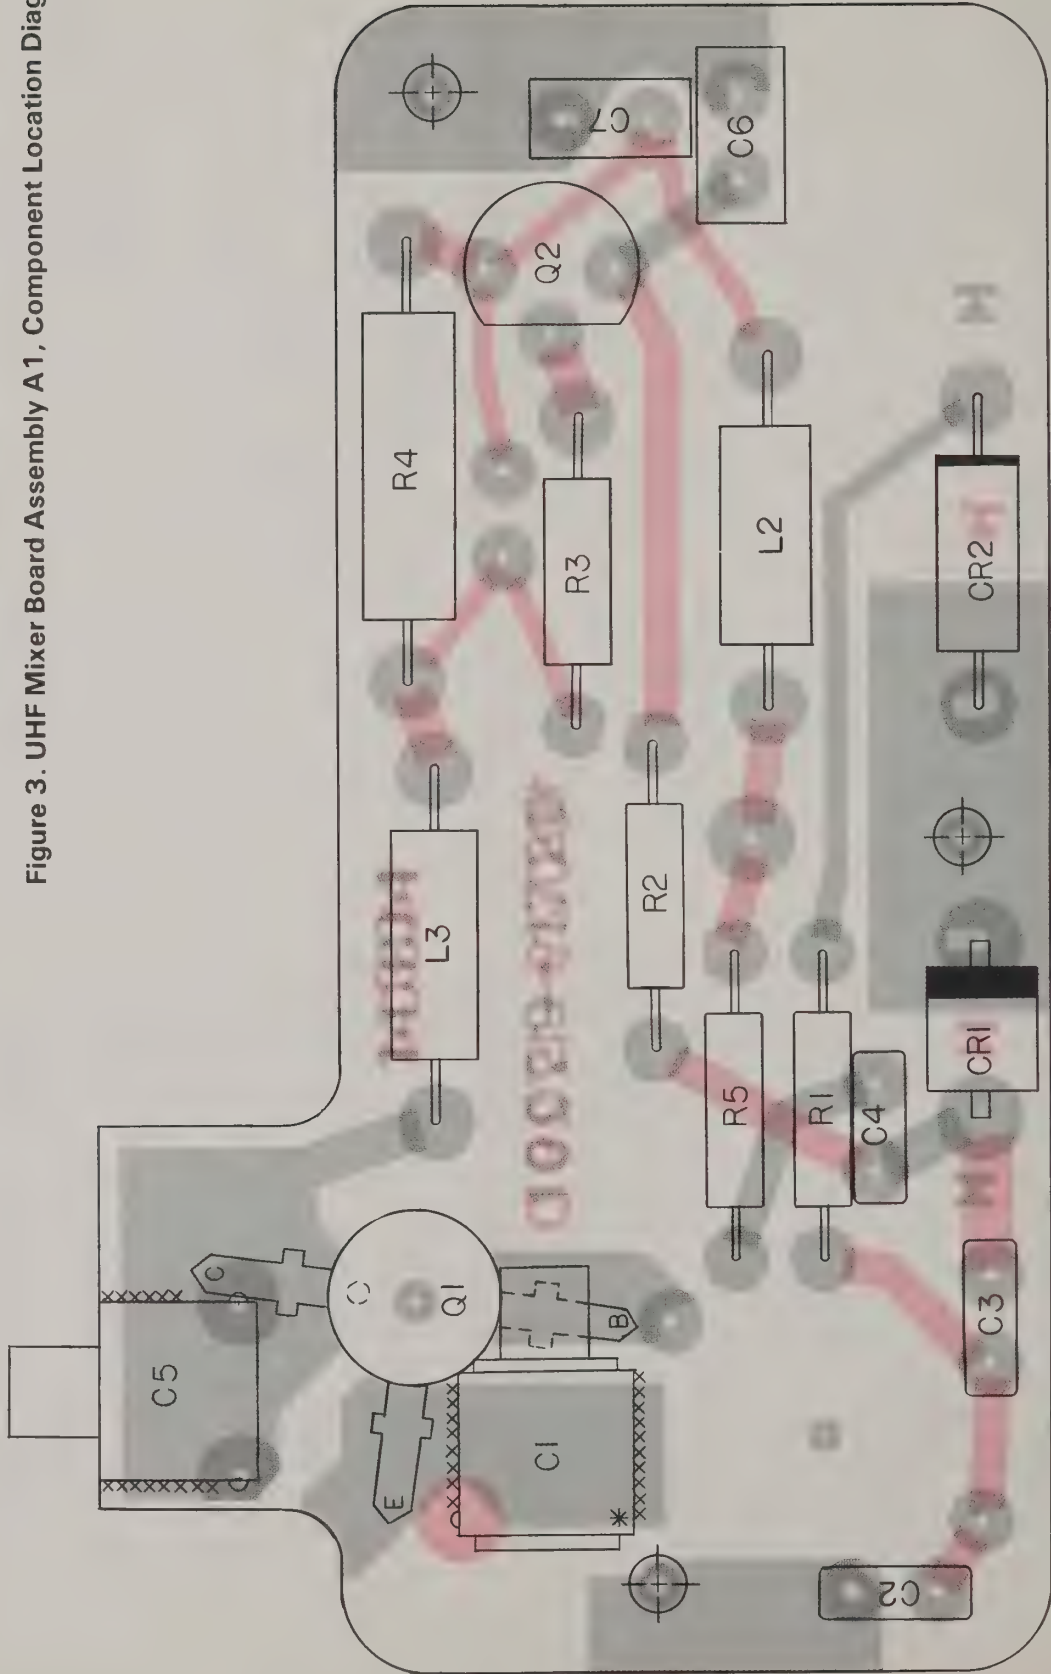 Figure 3. UHF Mixer Board Assembly A1, Component Location Diag
C7
C6
Q2
R4
R3
L2
H
CR2
H
L3
R2
R5
R1
C4
CR1
C
C5
Q1
B
E
C1
*
C3
C2